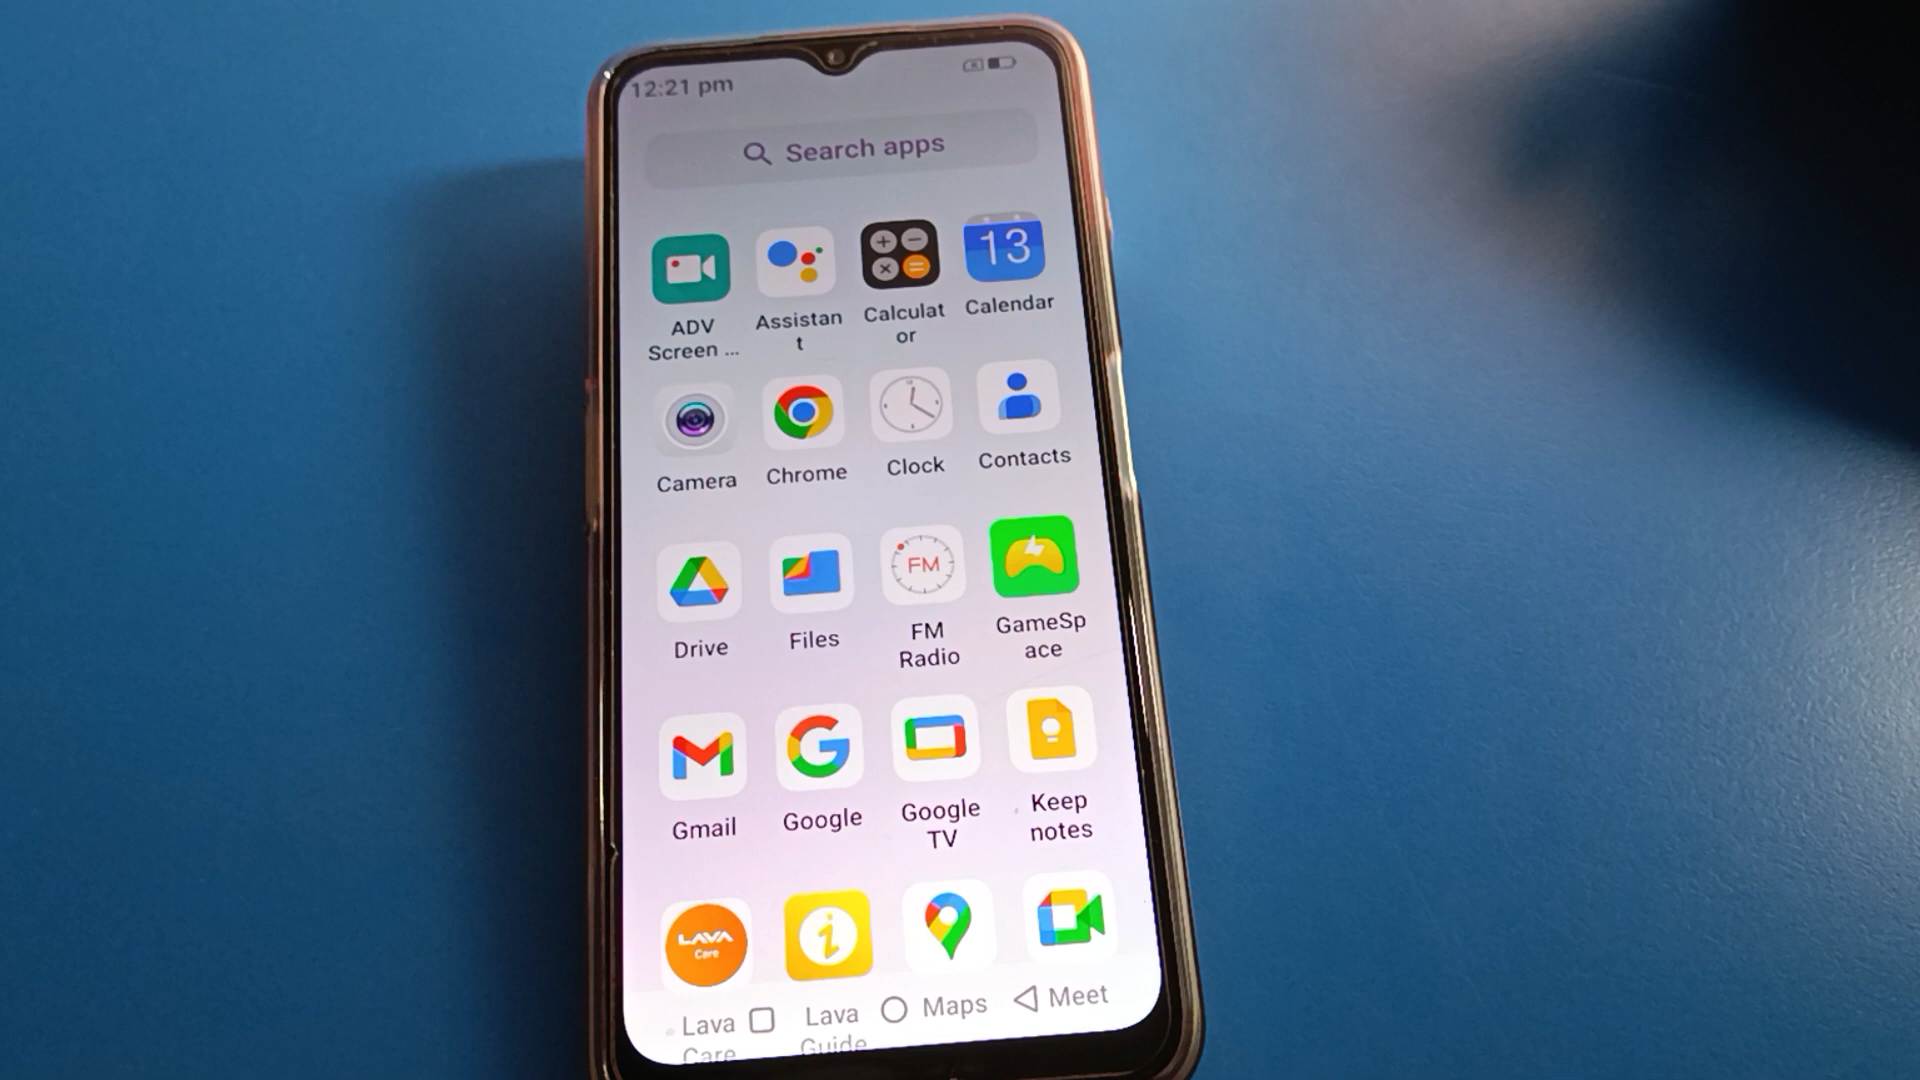 12:21 pm
Search apps
13
ADV
Screen ...
Assistan
t
Calculat
or
Calendar
Camera
Chrome
Clock
Contacts
FM
Drive
Files
FM
Radio
GameSp
ace
Gmail
Google
Google
TV
Keep
notes
LAVA
Care
i
Lava
Care
Lava
Guide
Maps
Meet